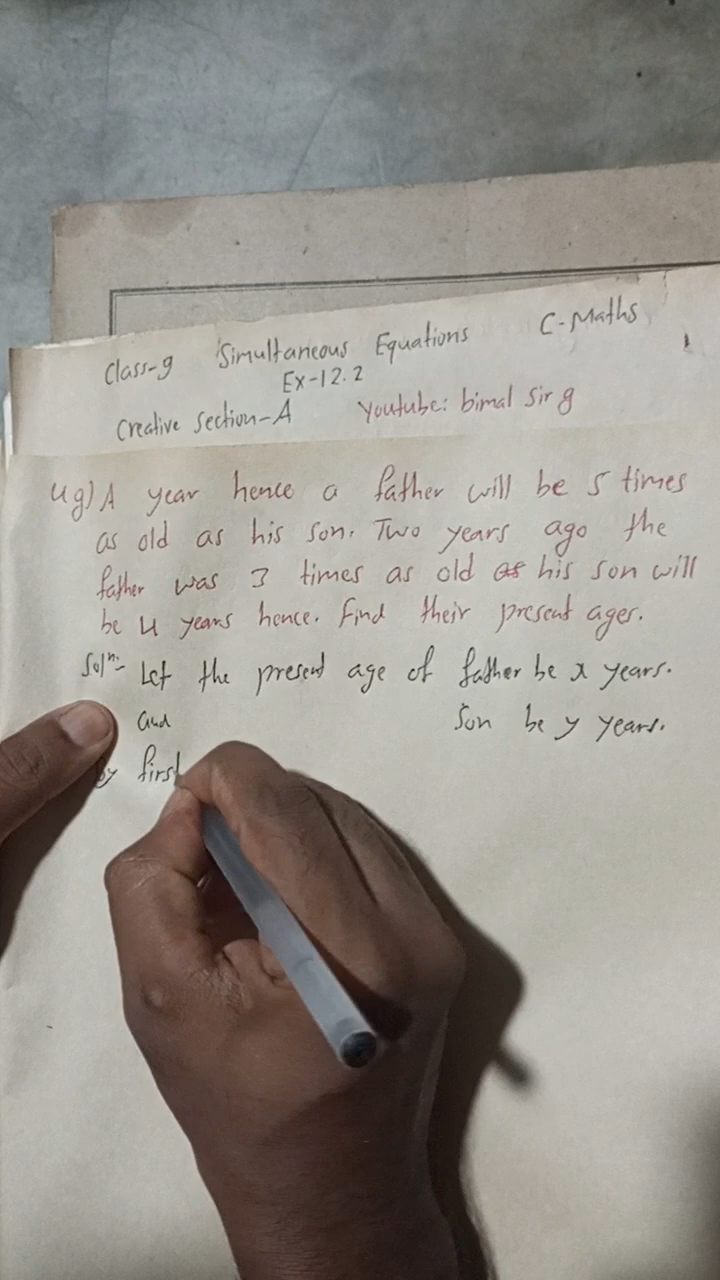 Class-9 Simultaneous Equations C-Maths
Ex-12.2
Creative Section-A Youtube: bimal Sir g
4g) A year hence a father will be 5 times
as old as his son. Two years ago the
father was 3 times as old as his son will
be 4 years hence. Find their present ages.
Solⁿ:- Let the present age of father be x years.
and son be y years.
By first